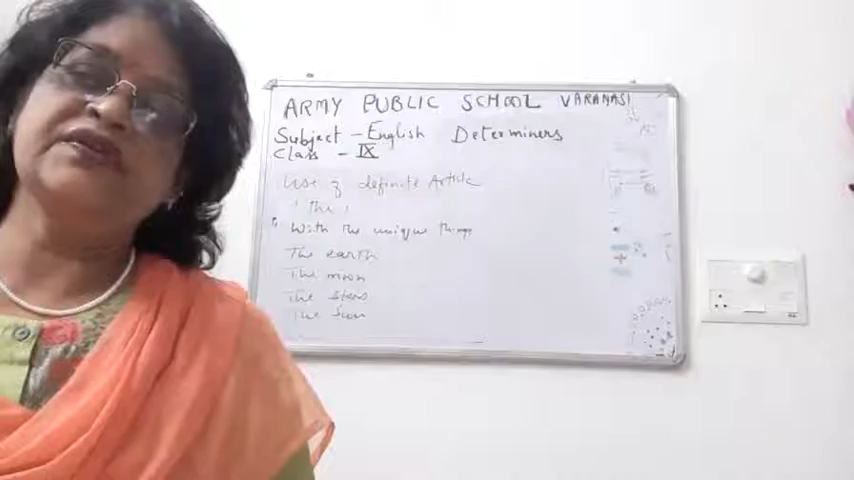 ARMY PUBLIC SCHOOL VARANASI
Subject - English Determiners
Class - IX
Use of definite Article
'The'
With the unique things
The earth
The moon
The stars
The Sun